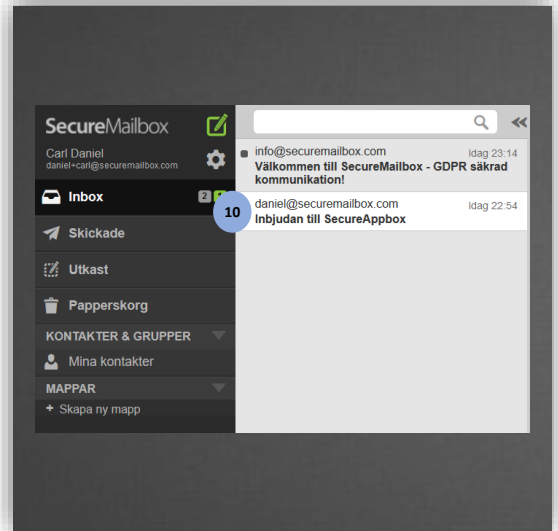 SecureMailbox
Carl Daniel
daniel+carl@securemailbox.com
Inbox 2
10
Skickade
Utkast
Papperskorg
KONTAKTER & GRUPPER
Mina kontakter
MAPPAR
+ Skapa ny mapp
info@securemailbox.com Idag 23:14
Välkommen till SecureMailbox - GDPR säkrad
kommunikation!
daniel@securemailbox.com Idag 22:54
Inbjudan till SecureAppbox